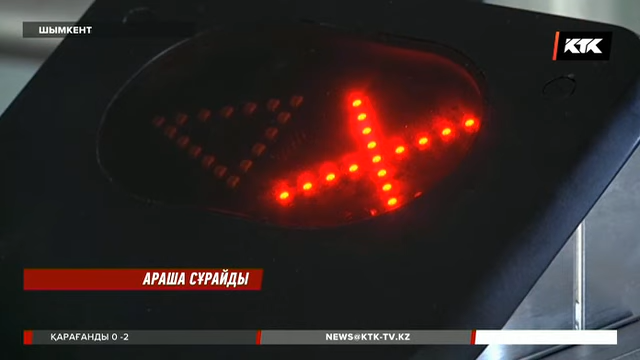 ШЫМКЕНТ
КТК
АРАША СҰРАЙДЫ
ҚАРАҒАНДЫ 0 -2
NEWS@KTK-TV.KZ